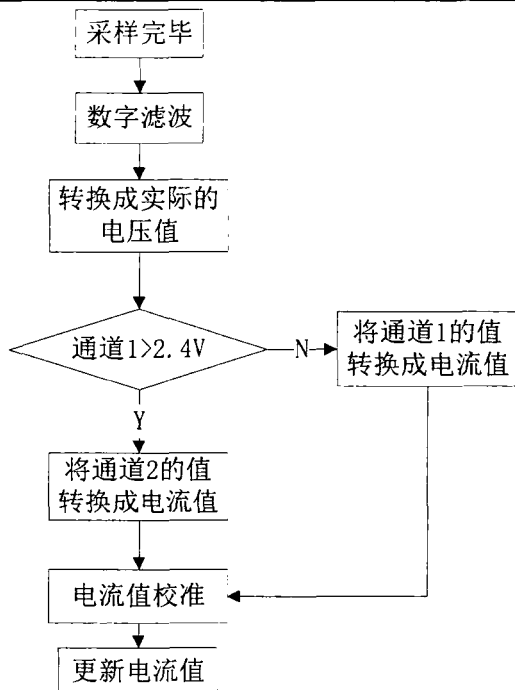 采样完毕
数字滤波
转换成实际的
电压值
通道1>2.4V
N
将通道1的值
转换成电流值
Y
将通道2的值
转换成电流值
电流值校准
更新电流值